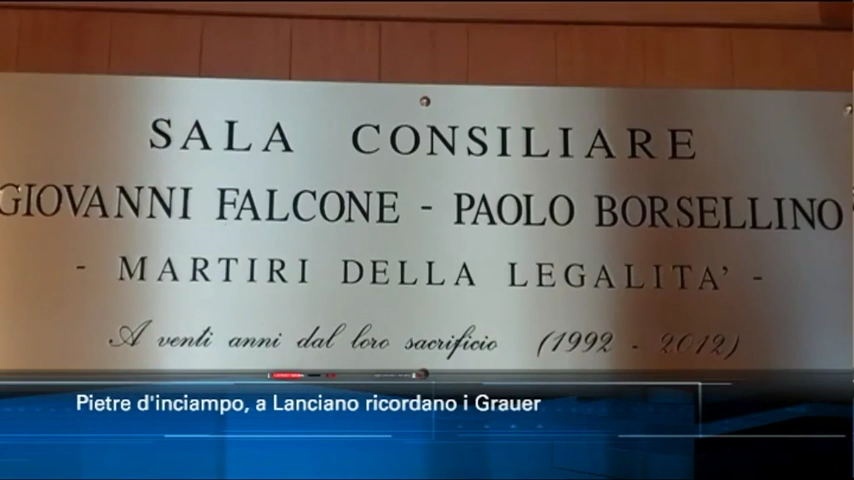 SALA CONSILIARE
GIOVANNI FALCONE - PAOLO BORSELLINO
- MARTIRI DELLA LEGALITA' -
A venti anni dal loro sacrificio (1992 - 2012)
Pietre d'inciampo, a Lanciano ricordano i Grauer